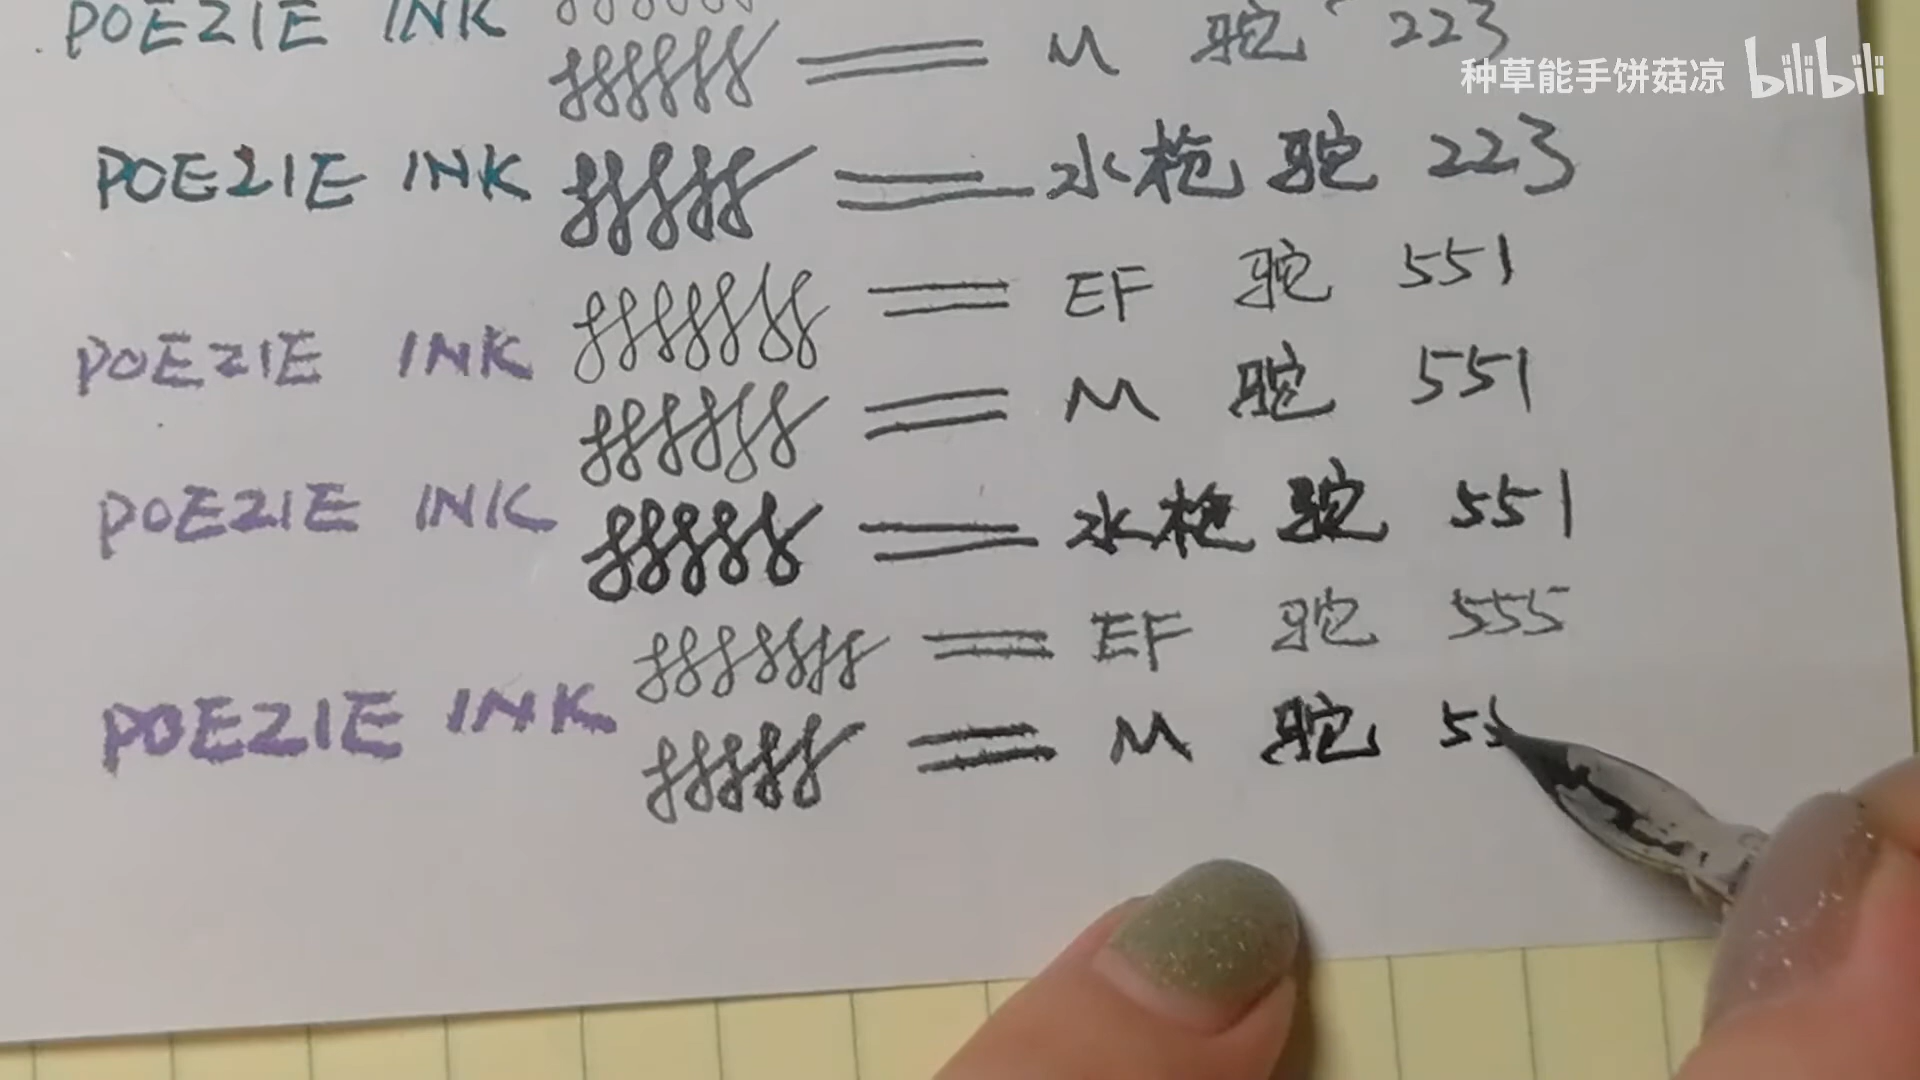 POEZIE INK M 驼 223
种草能手饼菇凉 bilibili
POEZIE INK 水枪 驼 223
EF 驼 551
POEZIE INK M 驼 551
POEZIE INK 水枪 驼 551
EF 驼 555
POEZIE INK M 驼 55